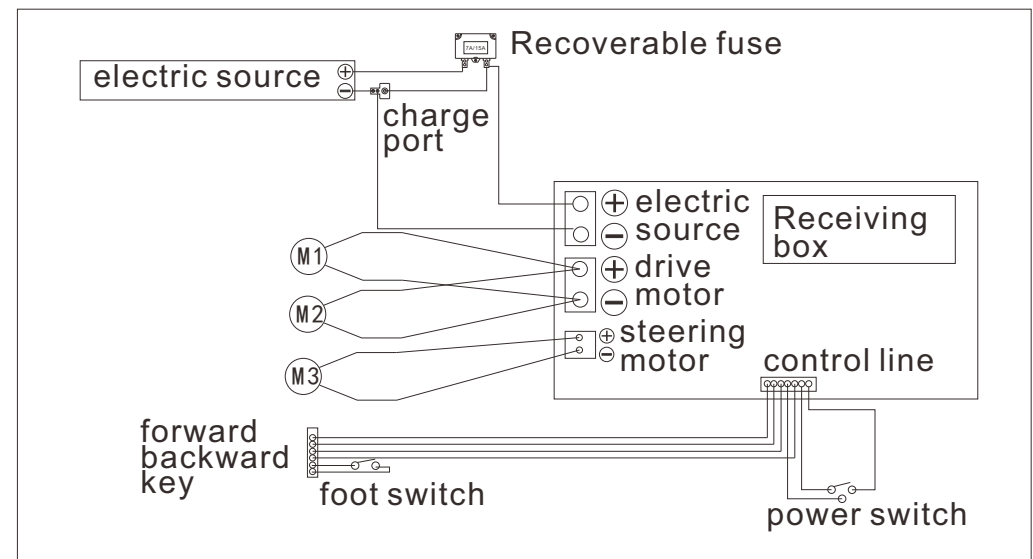 7A/15A
Recoverable fuse
electric source
+
−
charge
port
+ electric
− source
Receiving
box
M1
+ drive
− motor
M2
+ steering
− motor
M3
control line
forward
backward
key
foot switch
power switch